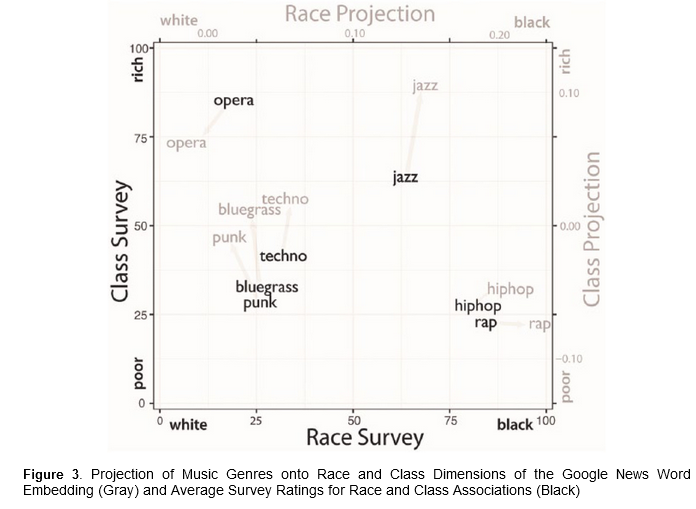 Race Projection
white
black
0.00
0.10
0.20
100
rich
rich
opera
jazz
0.10
75
opera
jazz
techno
bluegrass
Class Survey
50
0.00
Class Projection
punk
techno
bluegrass
punk
hiphop
hiphop
25
rap
rap
-0.10
poor
poor
0
0
white
25
50
75
black
100
Race Survey
Figure 3. Projection of Music Genres onto Race and Class Dimensions of the Google News Word
Embedding (Gray) and Average Survey Ratings for Race and Class Associations (Black)